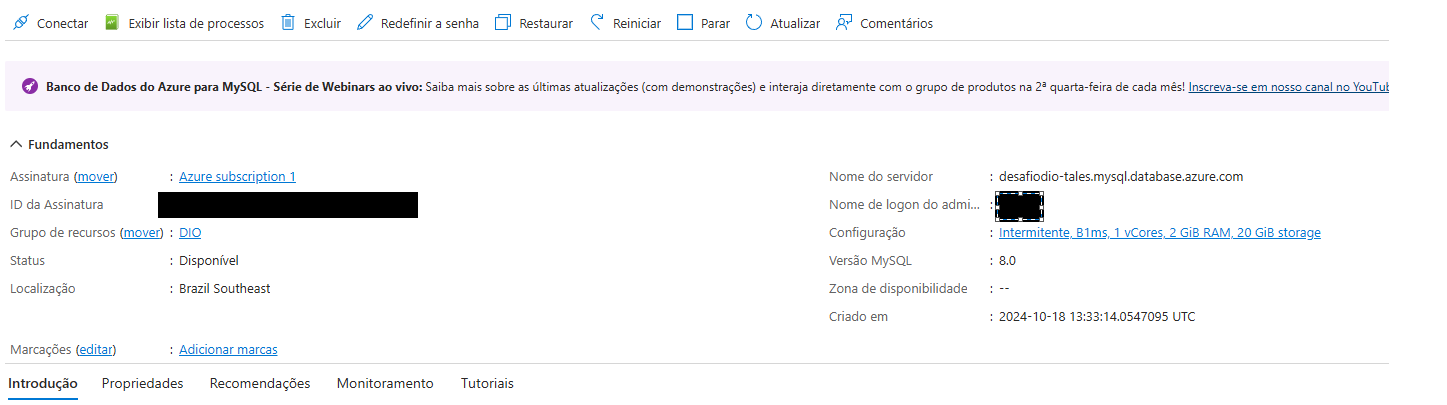 Conectar Exibir lista de processos Excluir Redefinir a senha Restaurar Reiniciar Parar Atualizar Comentários
Banco de Dados do Azure para MySQL - Série de Webinars ao vivo: Saiba mais sobre as últimas atualizações (com demonstrações) e interaja diretamente com o grupo de produtos na 2ª quarta-feira de cada mês! Inscreva-se em nosso canal no YouTub
Fundamentos
Assinatura (mover) : Azure subscription 1
ID da Assinatura
Grupo de recursos (mover) : DIO
Status : Disponível
Localização : Brazil Southeast
Marcações (editar) : Adicionar marcas
Nome do servidor : desafiodio-tales.mysql.database.azure.com
Nome de logon do admi... :
Configuração : Intermitente, B1ms, 1 vCores, 2 GiB RAM, 20 GiB storage
Versão MySQL : 8.0
Zona de disponibilidade : --
Criado em : 2024-10-18 13:33:14.0547095 UTC
Introdução Propriedades Recomendações Monitoramento Tutoriais